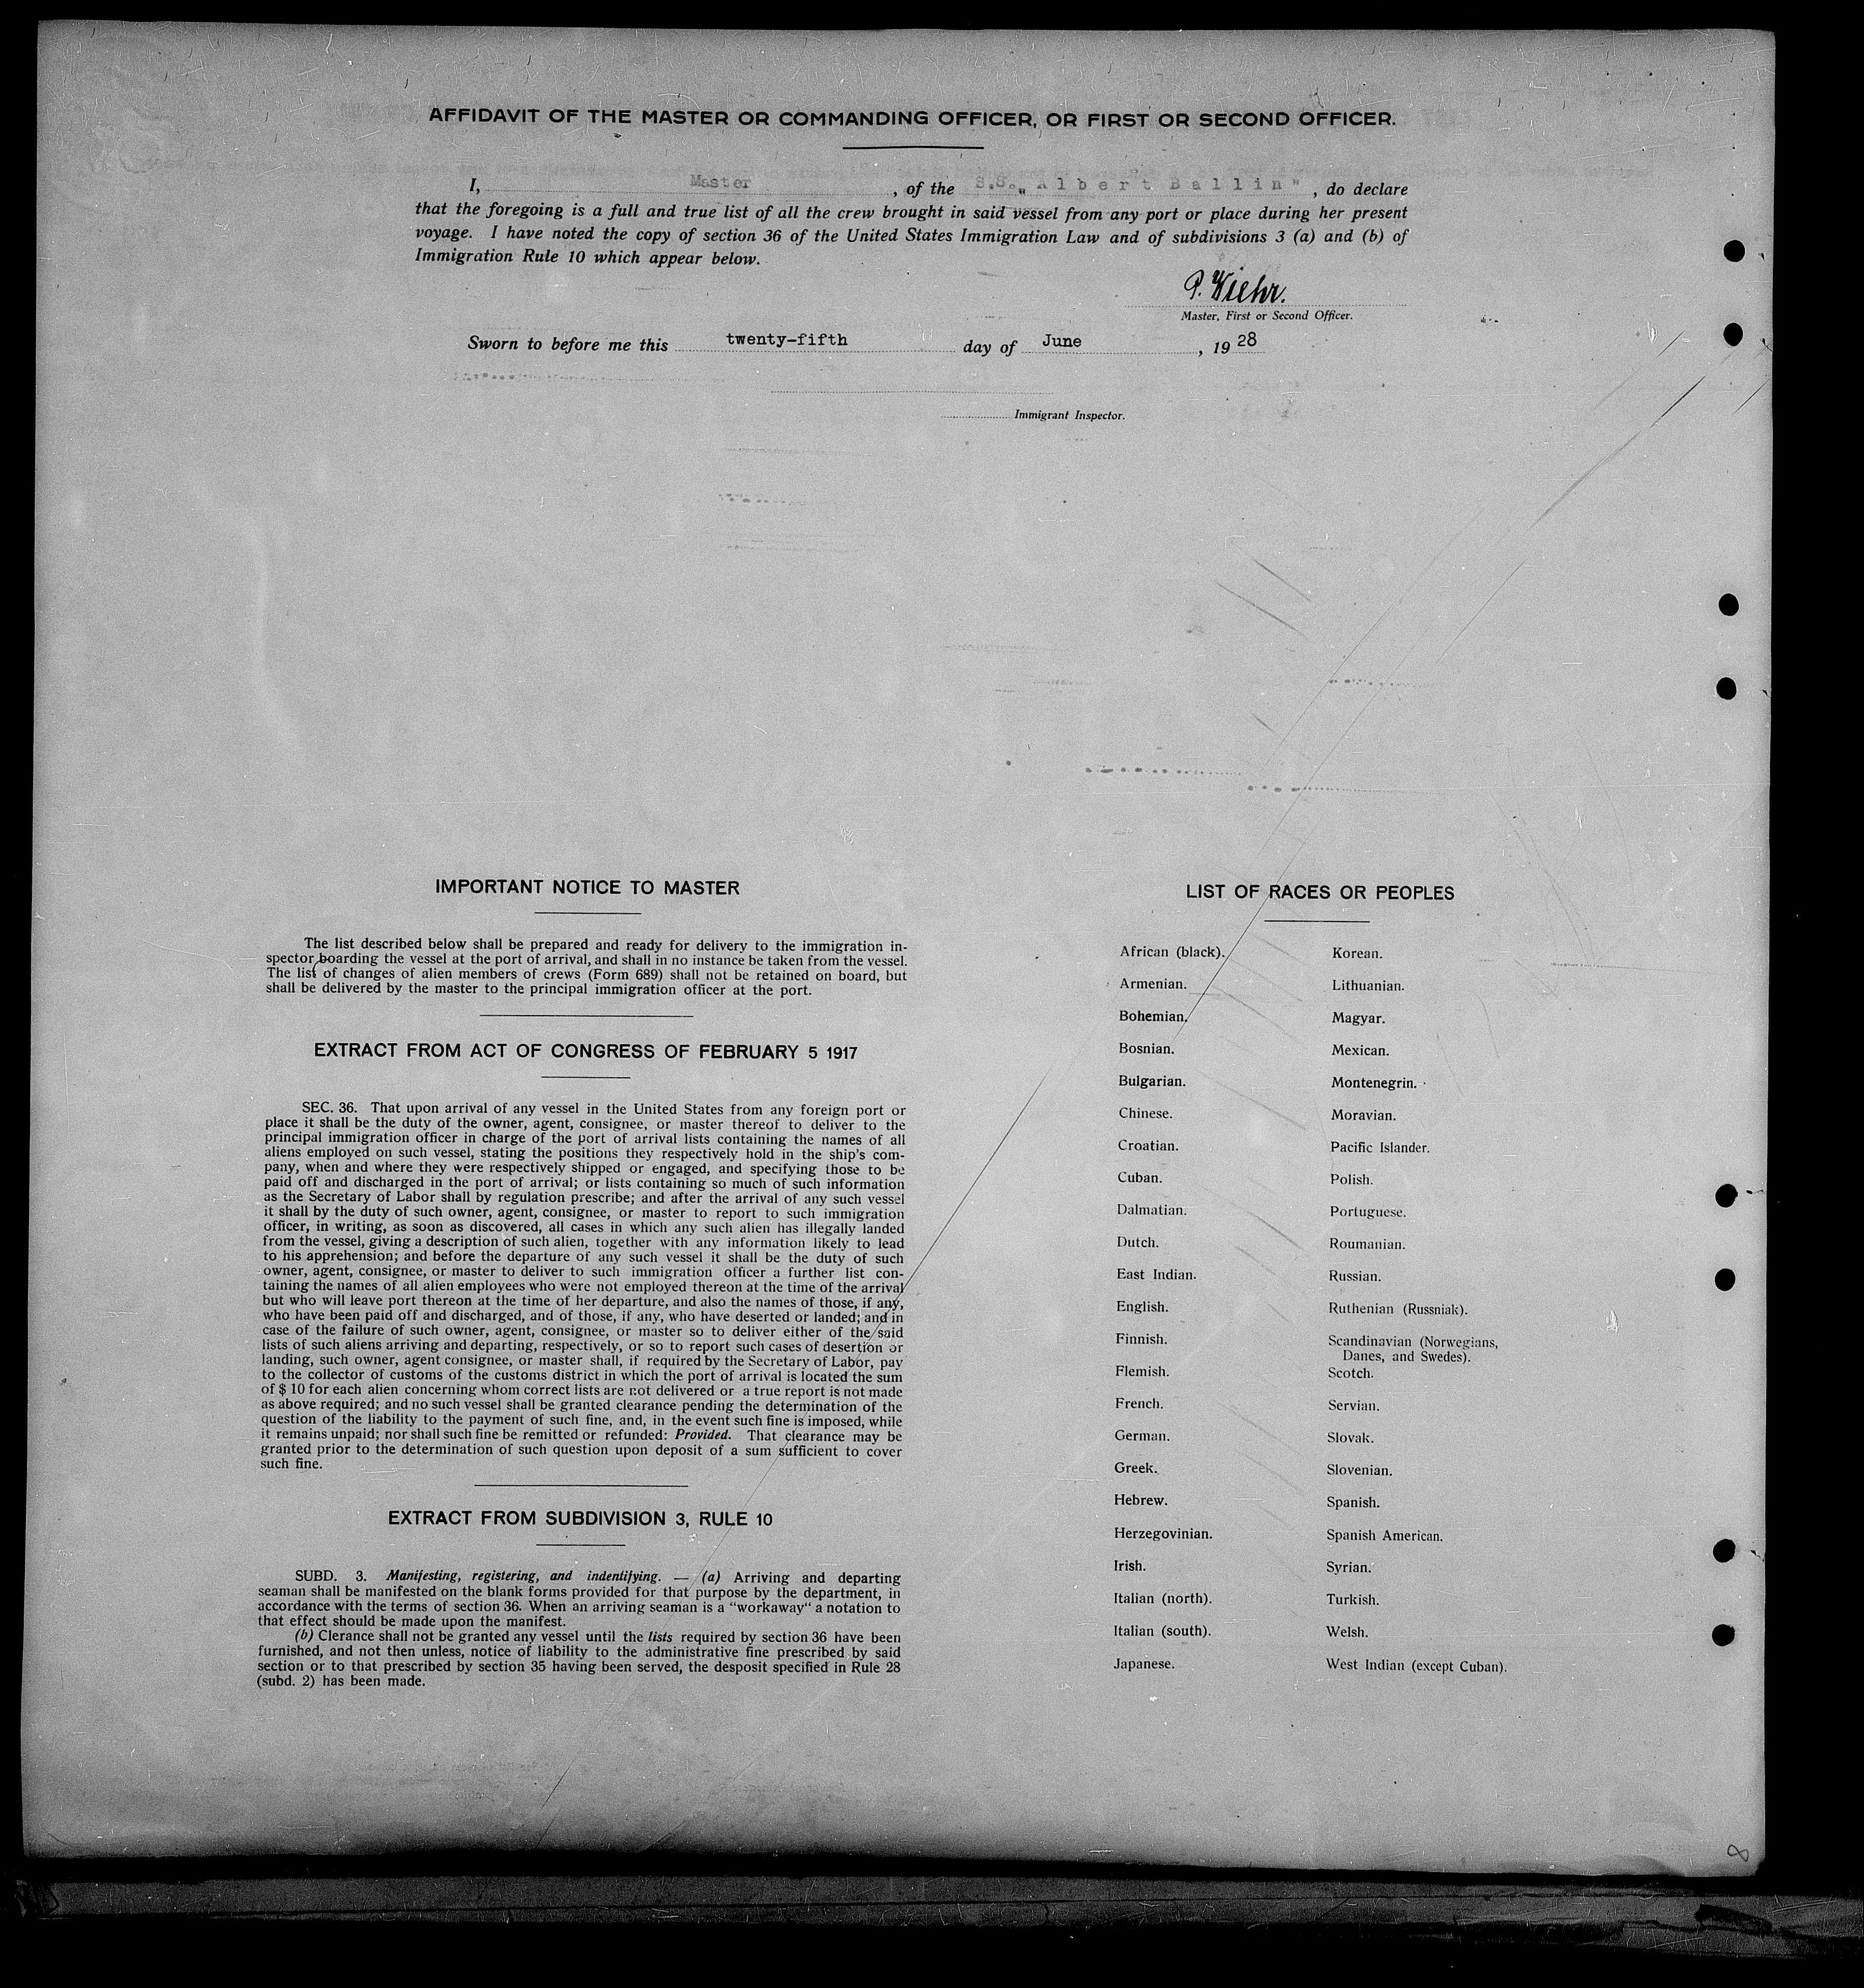 AFFIDAVIT OF THE MASTER OR COMMANDING OFFICER, OR FIRST OR SECOND OFFICER.
I, Master, of the S.S. „Albert Ballin", do declare
that the foregoing is a full and true list of all the crew brought in said vessel from any port or place during her present
voyage. I have noted the copy of section 36 of the United States Immigration Law and of subdivisions 3 (a) and (b) of
Immigration Rule 10 which appear below.
P. Wiehr.
Master, First or Second Officer.
Sworn to before me this twenty-fifth day of June, 1928
Immigrant Inspector.
IMPORTANT NOTICE TO MASTER
The list described below shall be prepared and ready for delivery to the immigration in-
spector boarding the vessel at the port of arrival, and shall in no instance be taken from the vessel.
The list of changes of alien members of crews (Form 689) shall not be retained on board, but
shall be delivered by the master to the principal immigration officer at the port.
EXTRACT FROM ACT OF CONGRESS OF FEBRUARY 5 1917
SEC. 36. That upon arrival of any vessel in the United States from any foreign port or
place it shall be the duty of the owner, agent, consignee, or master thereof to deliver to the
principal immigration officer in charge of the port of arrival lists containing the names of all
aliens employed on such vessel, stating the positions they respectively hold in the ship's com-
pany, when and where they were respectively shipped or engaged, and specifying those to be
paid off and discharged in the port of arrival; or lists containing so much of such information
as the Secretary of Labor shall by regulation prescribe; and after the arrival of any such vessel
it shall by the duty of such owner, agent, consignee, or master to report to such immigration
officer, in writing, as soon as discovered, all cases in which any such alien has illegally landed
from the vessel, giving a description of such alien, together with any information likely to lead
to his apprehension; and before the departure of any such vessel it shall be the duty of such
owner, agent, consignee, or master to deliver to such immigration officer a further list con-
taining the names of all alien employees who were not employed thereon at the time of the arrival
but who will leave port thereon at the time of her departure, and also the names of those, if any,
who have been paid off and discharged, and of those, if any, who have deserted or landed; and in
case of the failure of such owner, agent, consignee, or master so to deliver either of the said
lists of such aliens arriving and departing, respectively, or so to report such cases of desertion or
landing, such owner, agent consignee, or master shall, if required by the Secretary of Labor, pay
to the collector of customs of the customs district in which the port of arrival is located the sum
of $ 10 for each alien concerning whom correct lists are not delivered or a true report is not made
as above required; and no such vessel shall be granted clearance pending the determination of the
question of the liability to the payment of such fine, and, in the event such fine is imposed, while
it remains unpaid; nor shall such fine be remitted or refunded: Provided. That clearance may be
granted prior to the determination of such question upon deposit of a sum sufficient to cover
such fine.
EXTRACT FROM SUBDIVISION 3, RULE 10
SUBD. 3. Manifesting, registering, and indentifying. — (a) Arriving and departing
seaman shall be manifested on the blank forms provided for that purpose by the department, in
accordance with the terms of section 36. When an arriving seaman is a "workaway" a notation to
that effect should be made upon the manifest.
(b) Clerance shall not be granted any vessel until the lists required by section 36 have been
furnished, and not then unless, notice of liability to the administrative fine prescribed by said
section or to that prescribed by section 35 having been served, the desposit specified in Rule 28
(subd. 2) has been made.
LIST OF RACES OR PEOPLES
African (black).
Armenian.
Bohemian.
Bosnian.
Bulgarian.
Chinese.
Croatian.
Cuban.
Dalmatian.
Dutch.
East Indian.
English.
Finnish.
Flemish.
French.
German.
Greek.
Hebrew.
Herzegovinian.
Irish.
Italian (north).
Italian (south).
Japanese.
Korean.
Lithuanian.
Magyar.
Mexican.
Montenegrin.
Moravian.
Pacific Islander.
Polish.
Portuguese.
Roumanian.
Russian.
Ruthenian (Russniak).
Scandinavian (Norwegians,
Danes, and Swedes).
Scotch.
Servian.
Slovak.
Slovenian.
Spanish.
Spanish American.
Syrian.
Turkish.
Welsh.
West Indian (except Cuban).
8